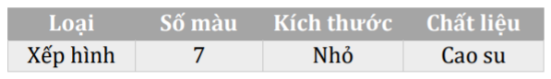 Loại Số màu Kích thước Chất liệu
Xếp hình 7 Nhỏ Cao su